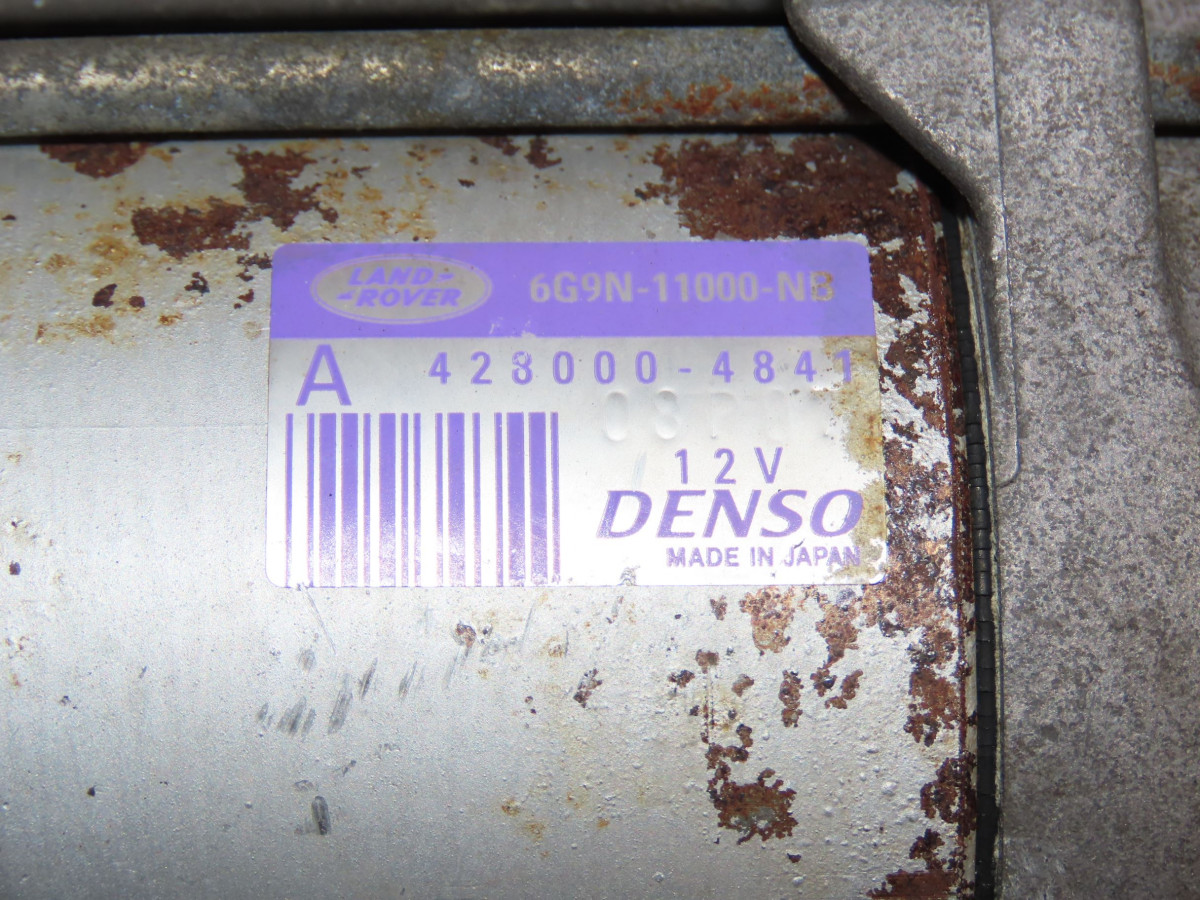 LAND-
-ROVER
6G9N-11000-NB
A
428000-4841
12V
DENSO
MADE IN JAPAN